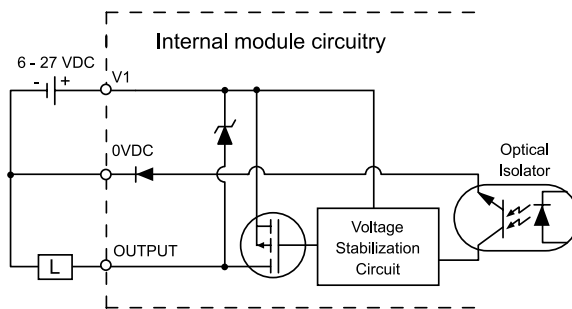 Internal module circuitry
6 - 27 VDC
- +
V1
0VDC
Optical
Isolator
Voltage
Stabilization
Circuit
OUTPUT
L